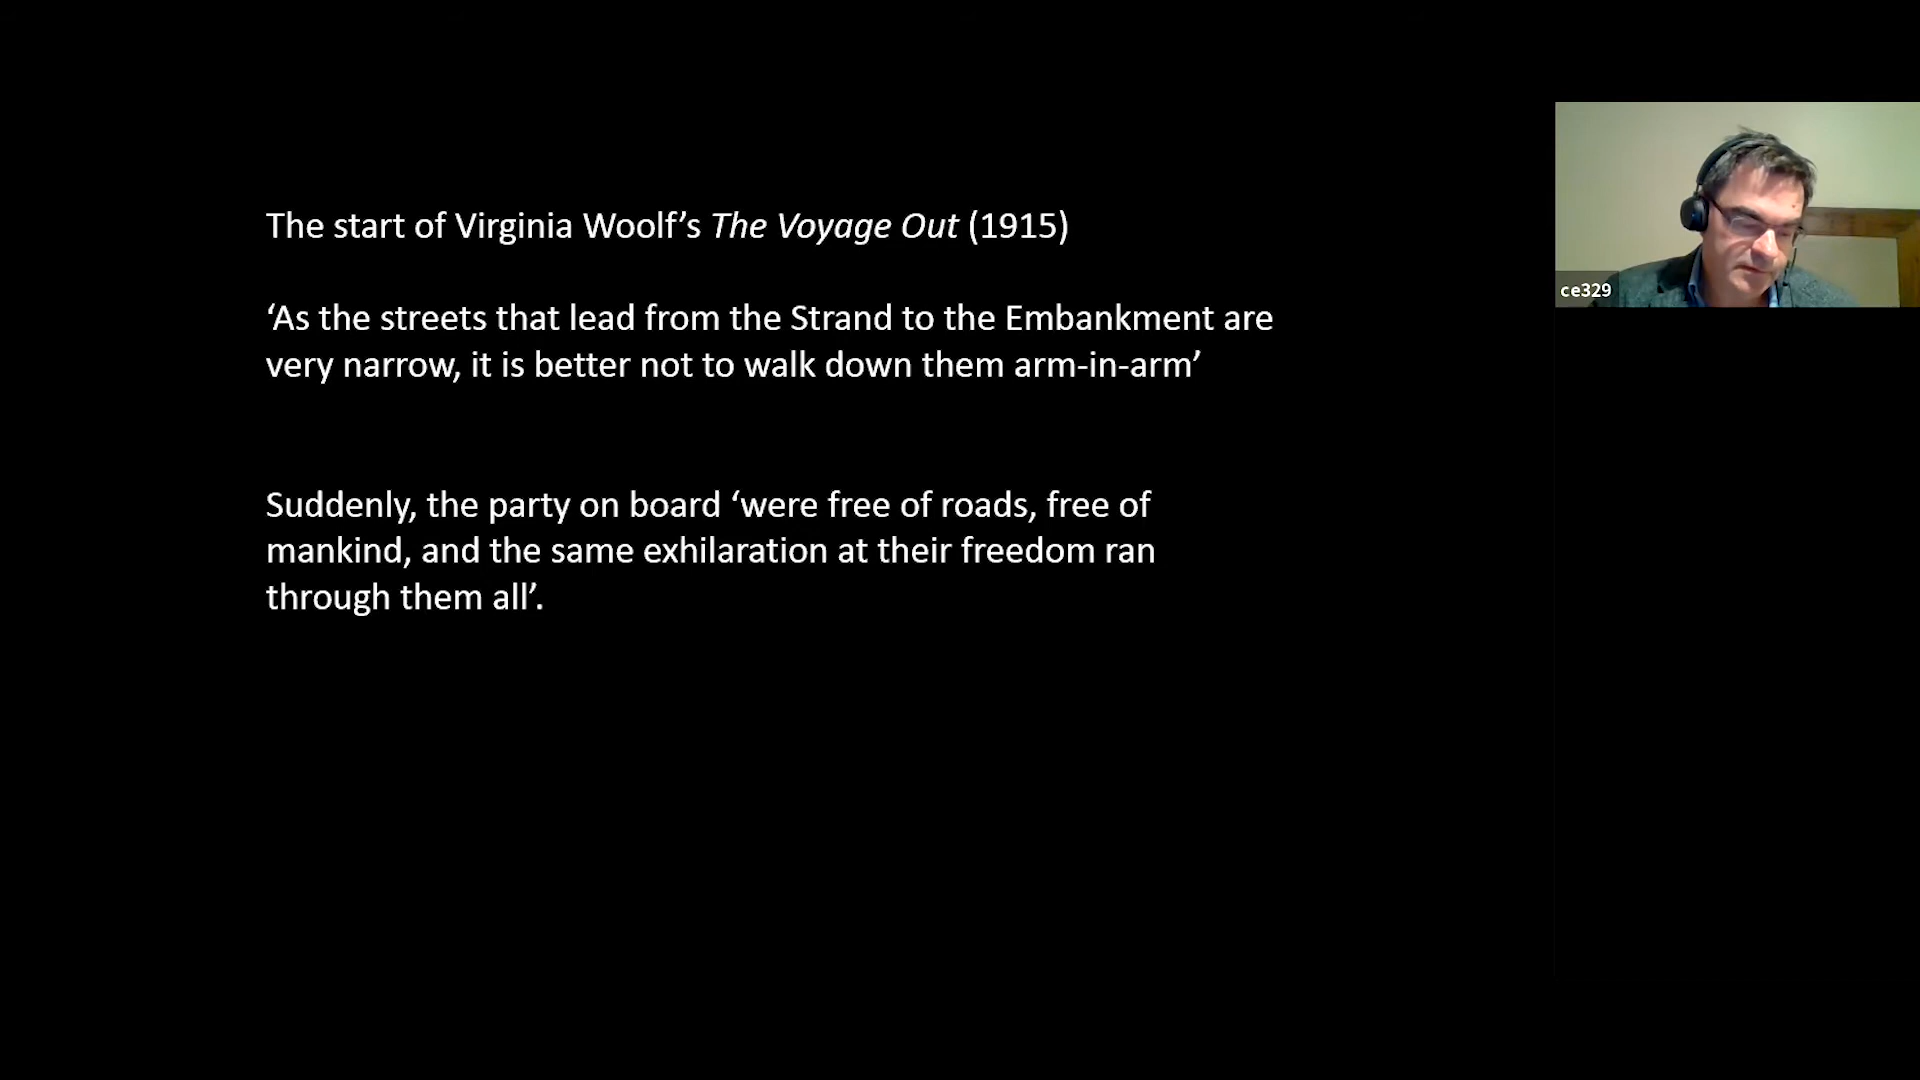 The start of Virginia Woolf’s The Voyage Out (1915)
‘As the streets that lead from the Strand to the Embankment are
very narrow, it is better not to walk down them arm-in-arm’
Suddenly, the party on board ‘were free of roads, free of
mankind, and the same exhilaration at their freedom ran
through them all’.
ce329